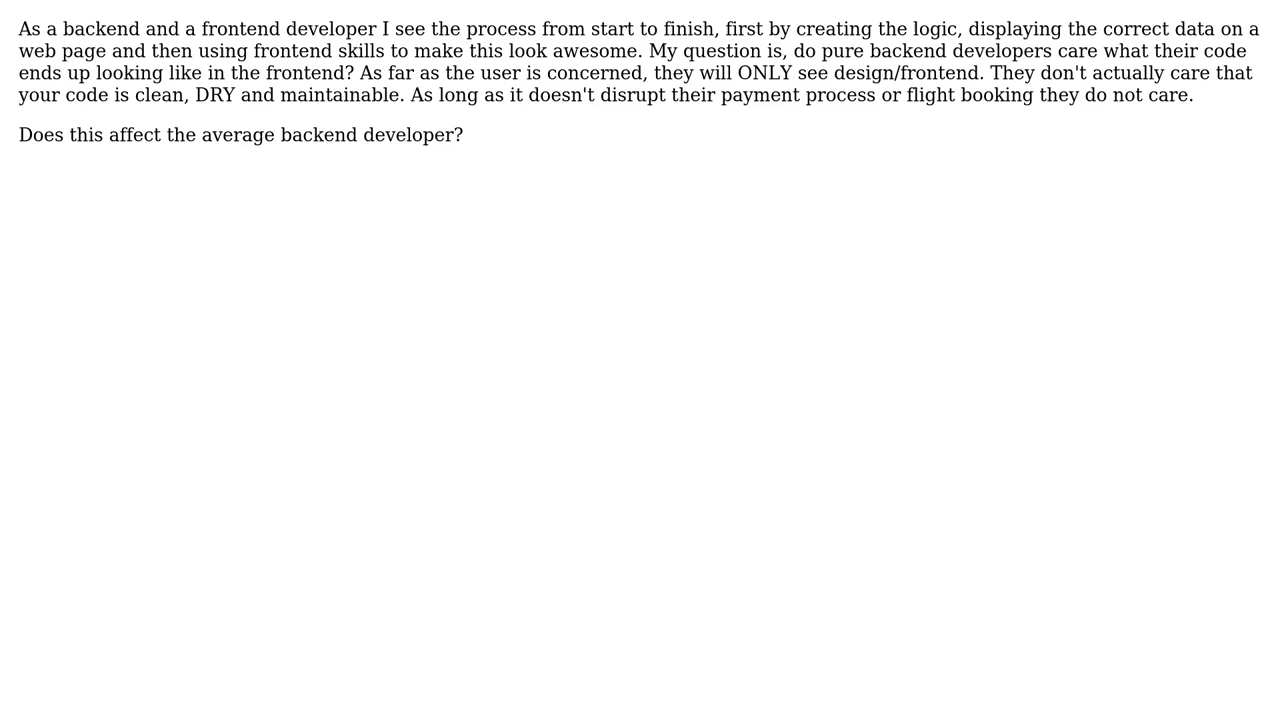 As a backend and a frontend developer I see the process from start to finish, first by creating the logic, displaying the correct data on a
web page and then using frontend skills to make this look awesome. My question is, do pure backend developers care what their code
ends up looking like in the frontend? As far as the user is concerned, they will ONLY see design/frontend. They don't actually care that
your code is clean, DRY and maintainable. As long as it doesn't disrupt their payment process or flight booking they do not care.
Does this affect the average backend developer?